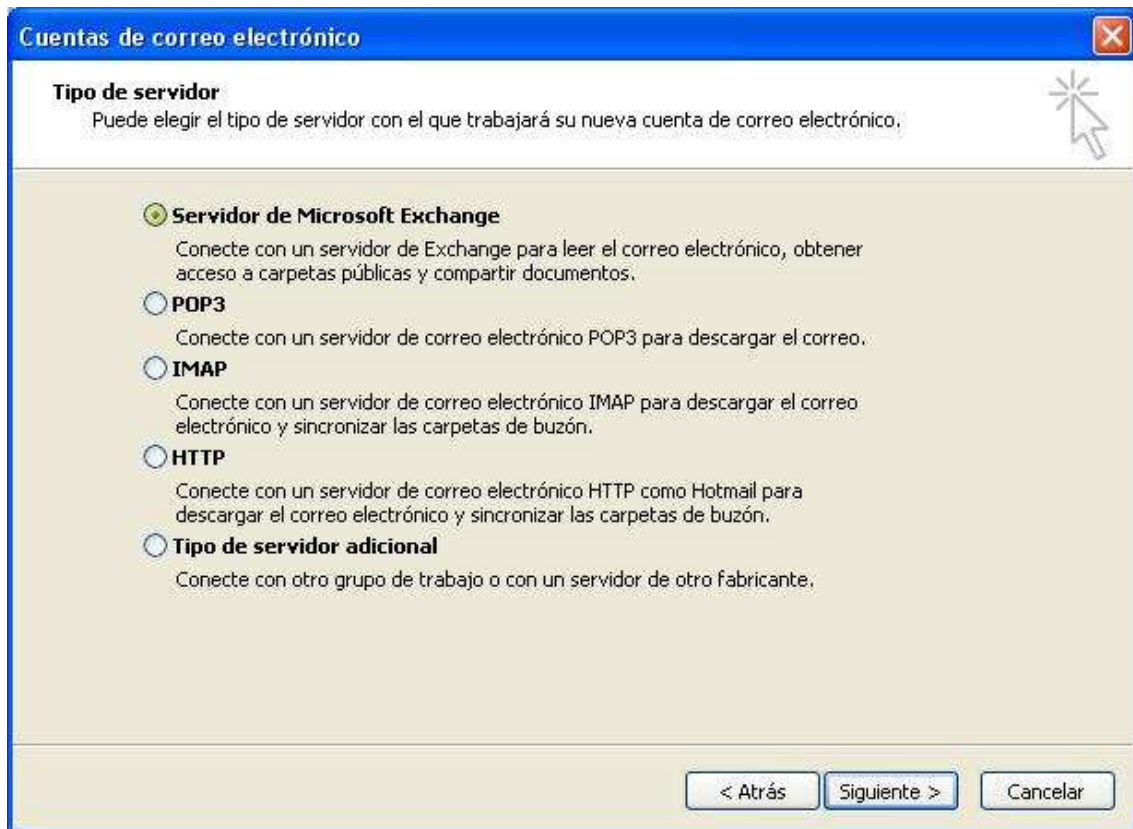 Cuentas de correo electrónico
Tipo de servidor
Puede elegir el tipo de servidor con el que trabajará su nueva cuenta de correo electrónico.
Servidor de Microsoft Exchange
Conecte con un servidor de Exchange para leer el correo electrónico, obtener
acceso a carpetas públicas y compartir documentos.
POP3
Conecte con un servidor de correo electrónico POP3 para descargar el correo.
IMAP
Conecte con un servidor de correo electrónico IMAP para descargar el correo
electrónico y sincronizar las carpetas de buzón.
HTTP
Conecte con un servidor de correo electrónico HTTP como Hotmail para
descargar el correo electrónico y sincronizar las carpetas de buzón.
Tipo de servidor adicional
Conecte con otro grupo de trabajo o con un servidor de otro fabricante.
< Atrás Siguiente > Cancelar